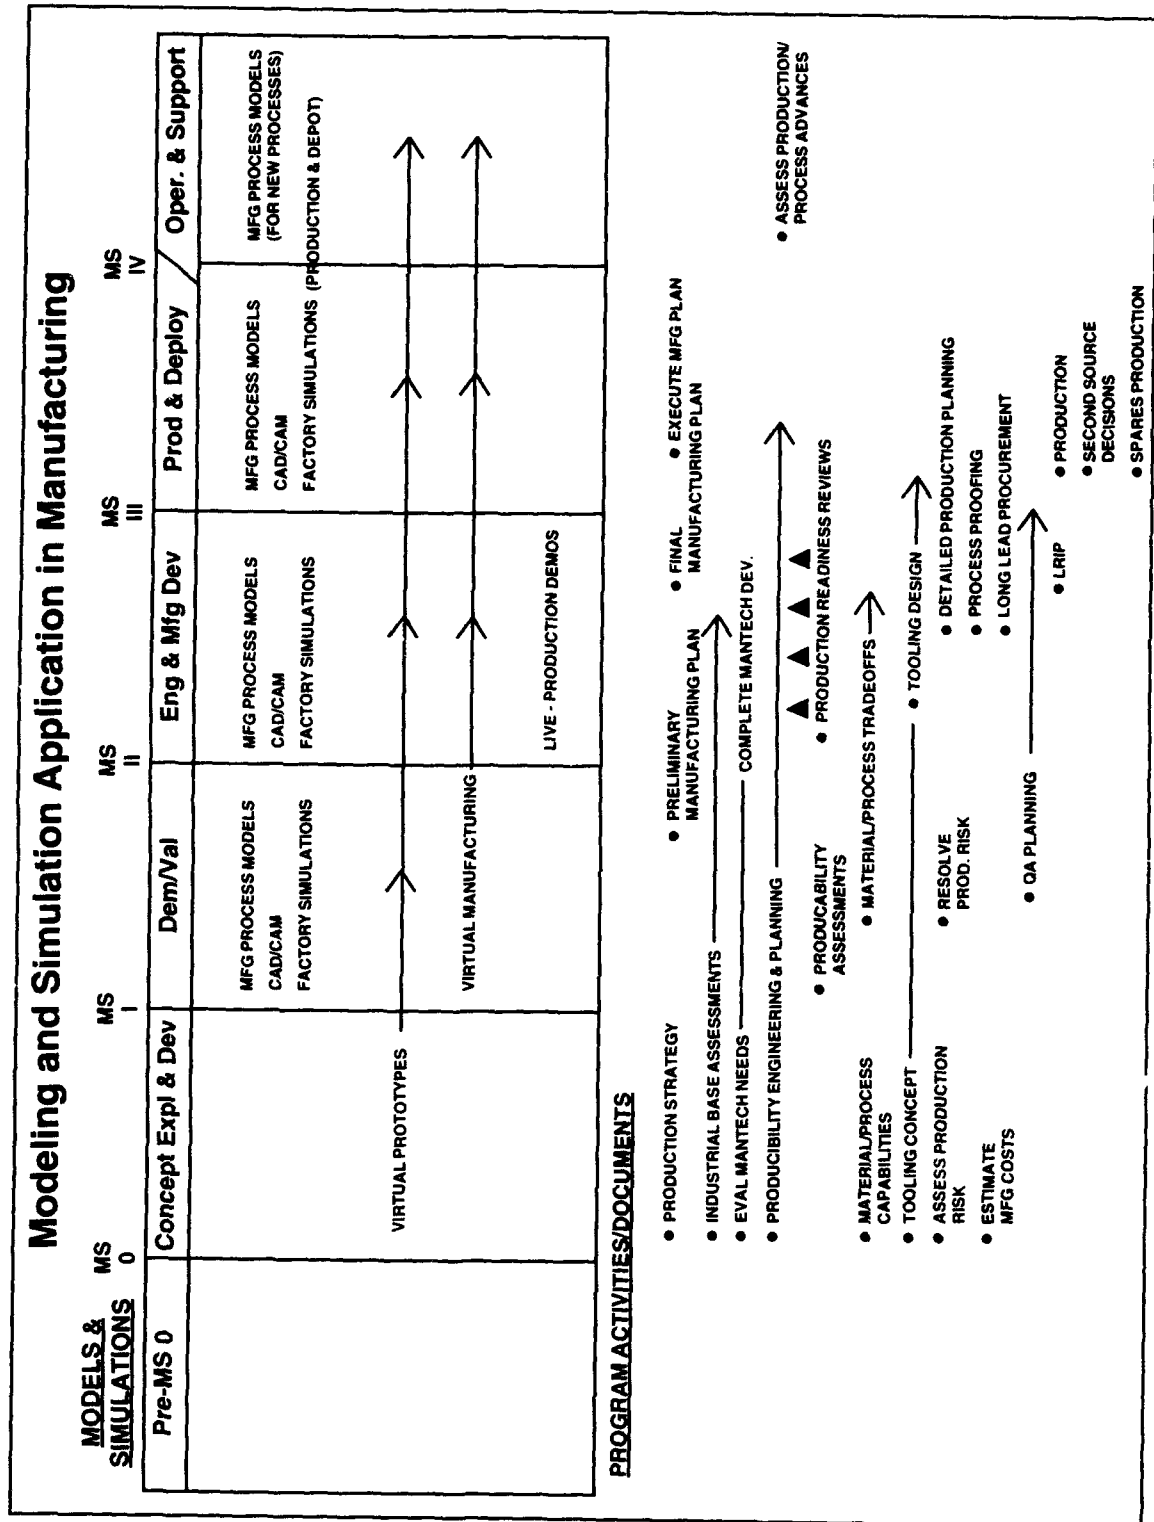 Modeling and Simulation Application in Manufacturing
MODELS &
SIMULATIONS
MS
0
MS
I
MS
II
MS
III
MS
IV
Pre-MS 0
Concept Expl & Dev
Dem/Val
Eng & Mfg Dev
Prod & Deploy
Oper. & Support
MFG PROCESS MODELS
CAD/CAM
FACTORY SIMULATIONS
MFG PROCESS MODELS
CAD/CAM
FACTORY SIMULATIONS
MFG PROCESS MODELS
CAD/CAM
FACTORY SIMULATIONS (PRODUCTION & DEPOT)
MFG PROCESS MODELS
(FOR NEW PROCESSES)
VIRTUAL PROTOTYPES
VIRTUAL MANUFACTURING
LIVE - PRODUCTION DEMOS
PROGRAM ACTIVITIES/DOCUMENTS
• PRODUCTION STRATEGY
• PRELIMINARY
MANUFACTURING PLAN
• FINAL
MANUFACTURING PLAN
• EXECUTE MFG PLAN
• INDUSTRIAL BASE ASSESSMENTS
• EVAL MANTECH NEEDS
COMPLETE MANTECH DEV.
• PRODUCIBILITY ENGINEERING & PLANNING
• ASSESS PRODUCTION/
PROCESS ADVANCES
• PRODUCABILITY
ASSESSMENTS
• PRODUCTION READINESS REVIEWS
• MATERIAL/PROCESS
CAPABILITIES
• MATERIAL/PROCESS TRADEOFFS
• TOOLING CONCEPT
• TOOLING DESIGN
• ASSESS PRODUCTION
RISK
• RESOLVE
PROD. RISK
• DETAILED PRODUCTION PLANNING
• PROCESS PROOFING
• ESTIMATE
MFG COSTS
• LONG LEAD PROCUREMENT
• QA PLANNING
• LRIP
• PRODUCTION
• SECOND SOURCE
DECISIONS
• SPARES PRODUCTION